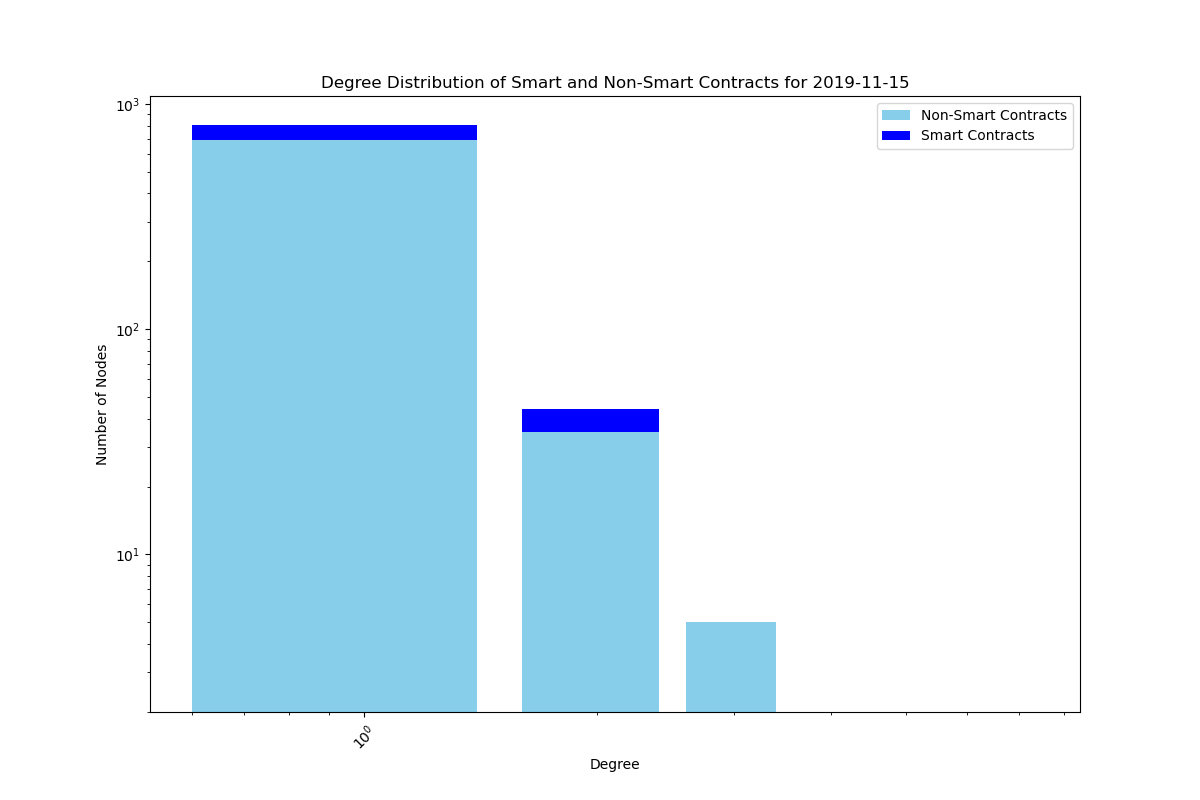 Degree Distribution of Smart and Non-Smart Contracts for 2019-11-15
Non-Smart Contracts
Smart Contracts
10³
10²
10¹
Number of Nodes
10⁰
Degree